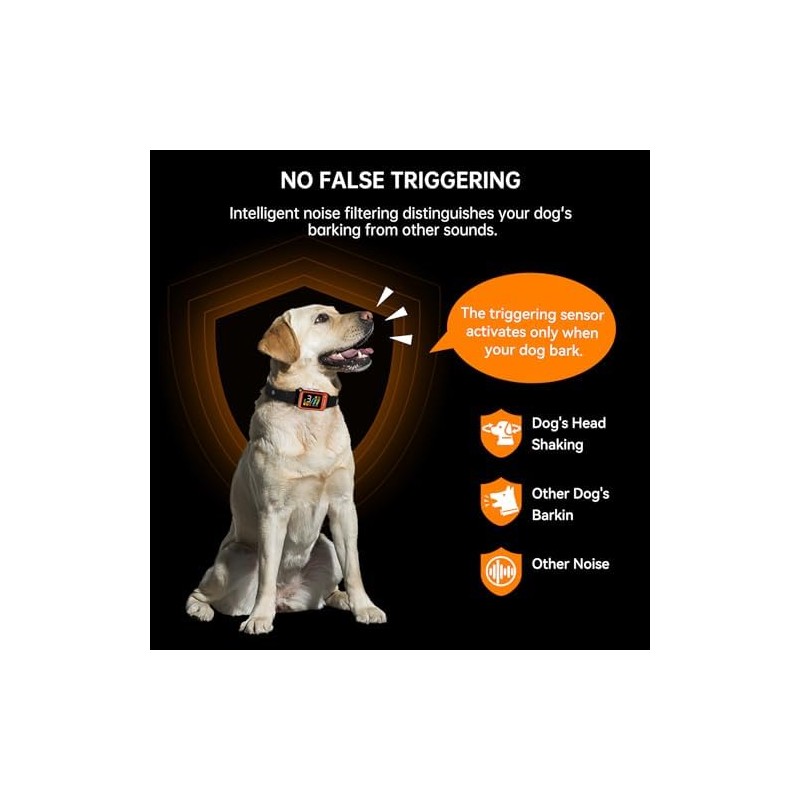 NO FALSE TRIGGERING
Intelligent noise filtering distinguishes your dog's
barking from other sounds.
The triggering sensor
activates only when
your dog bark.
Dog's Head
Shaking
Other Dog's
Barkin
Other Noise